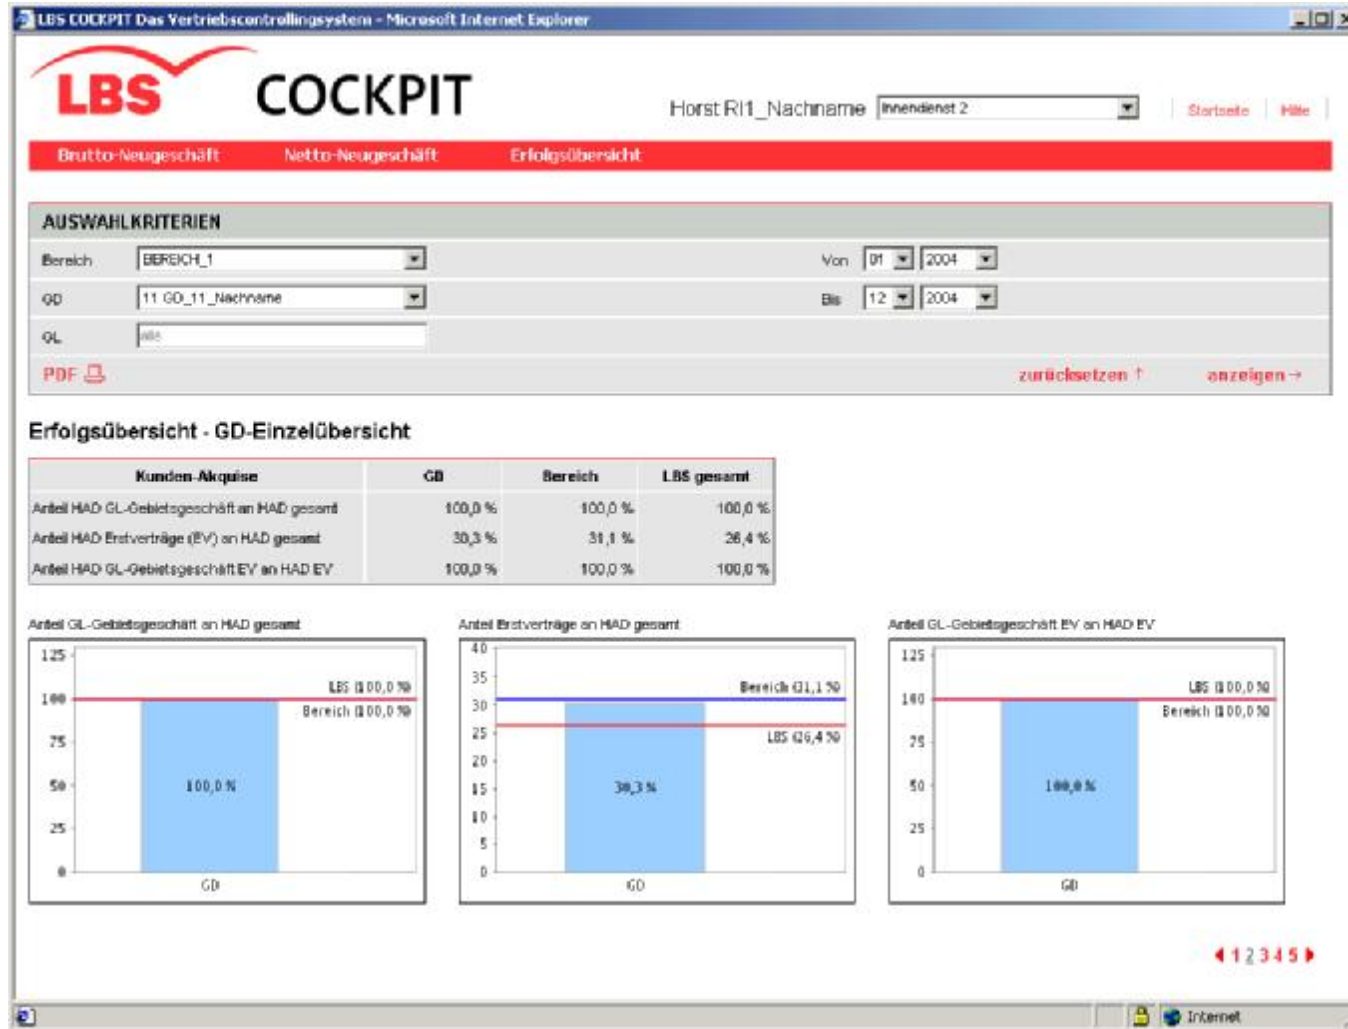 LBS COCKPIT Das Vertriebscontrollingsystem - Microsoft Internet Explorer
LBS COCKPIT
Horst RI1_Nachname Innendienst 2 Startseite Hilfe
Brutto-Neugeschäft Netto-Neugeschäft Erfolgsübersicht
AUSWAHLKRITERIEN
Bereich BEREICH_1 Von 01 2004
GD 11 GD_11_Nachname Bis 12 2004
GL alle
PDF zurücksetzen ↑ anzeigen →
Erfolgsübersicht - GD-Einzelübersicht
Kunden-Akquise GD Bereich LBS gesamt
Anteil HAD GL-Gebietsgeschäft an HAD gesamt 100,0 % 100,0 % 100,0 %
Anteil HAD Erstverträge (EV) an HAD gesamt 30,3 % 31,1 % 26,4 %
Anteil HAD GL-Gebietsgeschäft EV an HAD EV 100,0 % 100,0 % 100,0 %
Anteil GL-Gebietsgeschäft an HAD gesamt
125
LBS (100,0 %)
100
Bereich (100,0 %)
75
50
100,0 %
25
0
GD
Anteil Erstverträge an HAD gesamt
40
35
Bereich (31,1 %)
30
25
LBS (26,4 %)
20
15
30,3 %
10
5
0
GD
Anteil GL-Gebietsgeschäft EV an HAD EV
125
LBS (100,0 %)
100
Bereich (100,0 %)
75
50
100,0 %
25
0
GD
1 2 3 4 5
Internet